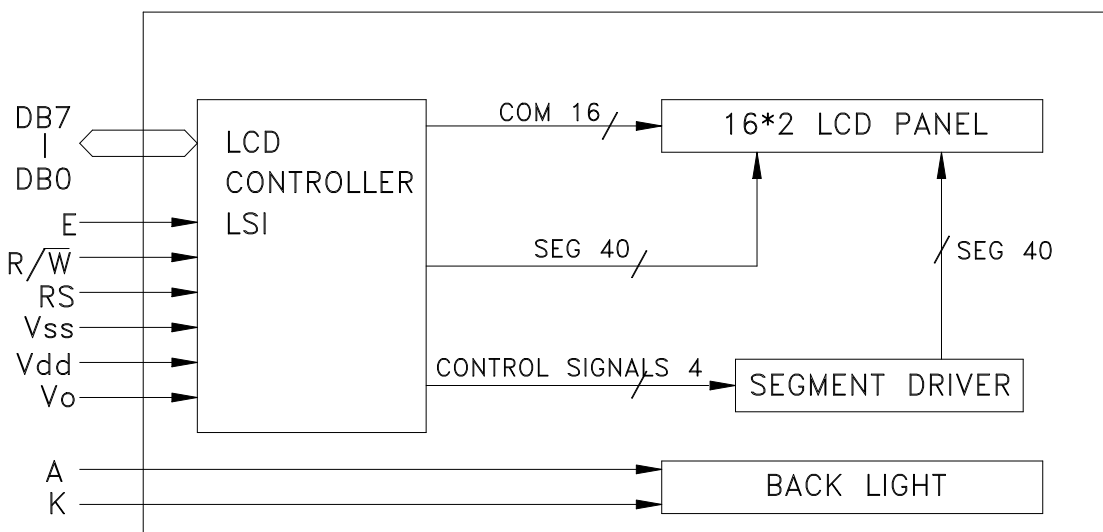 DB7
DB0
E
R/W̅
RS
Vss
Vdd
Vo
A
K
LCD
CONTROLLER
LSI
COM 16
16*2 LCD PANEL
SEG 40
SEG 40
CONTROL SIGNALS 4
SEGMENT DRIVER
BACK LIGHT